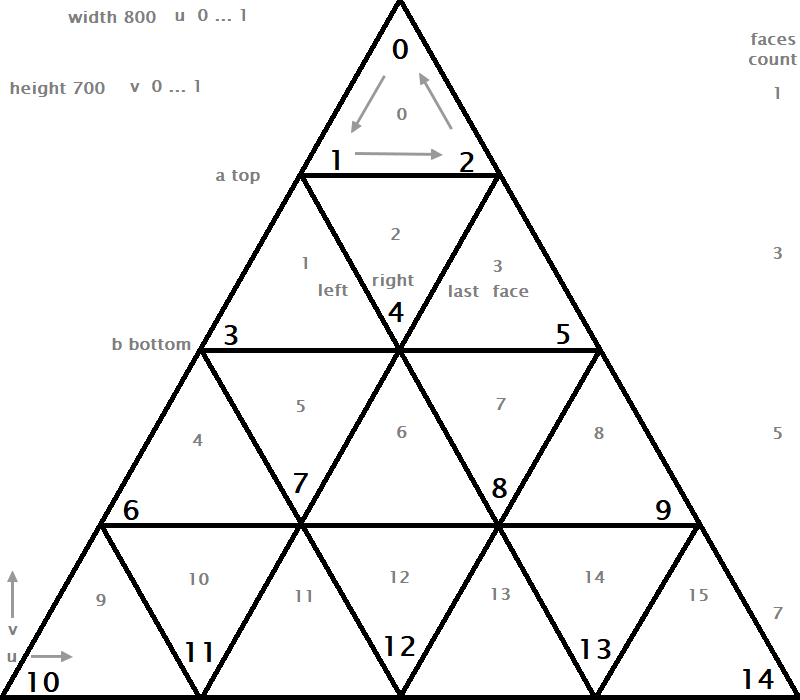 width 800 u 0 ... 1
0
faces
count
height 700 v 0 ... 1
1
0
1 2
a top
2
1 3
3
right
left last face
4
3 5
b bottom
5 7
6
4 8
5
7 8
6 9
10 12 14
9 11 13 15
7
v
u
11 12 13
10 14